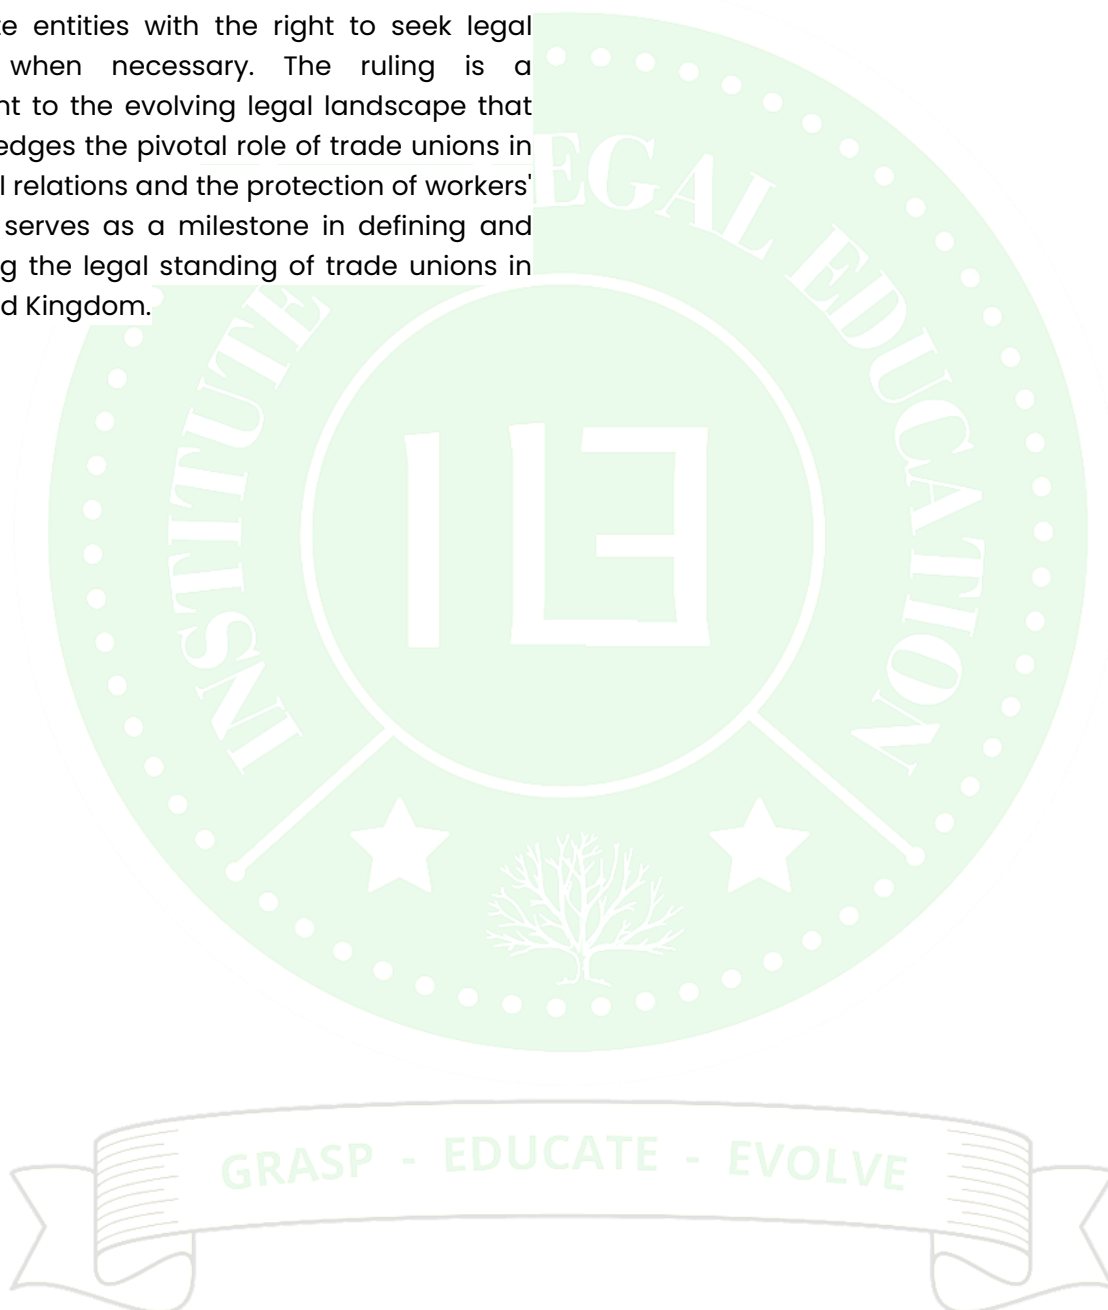 te entities with the right to seek legal
when necessary. The ruling is a
nt to the evolving legal landscape that
edges the pivotal role of trade unions in
l relations and the protection of workers'
serves as a milestone in defining and
g the legal standing of trade unions in
d Kingdom.
INSTITUTE
EGAL EDUCATION
ILE
GRASP - EDUCATE - EVOLVE